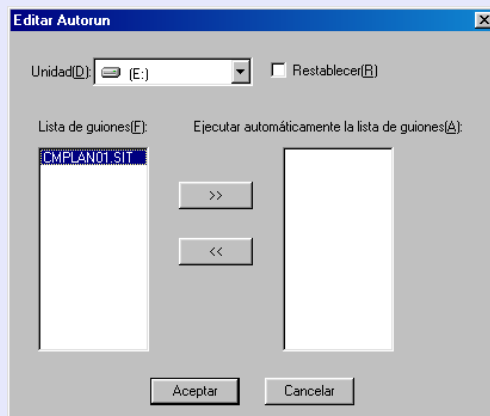 Editar Autorun
Unidad(D): (E:) Restablecer(R)
Lista de guiones(F): Ejecutar automáticamente la lista de guiones(A):
CMPLAN01.SIT
>>
<<
Aceptar Cancelar